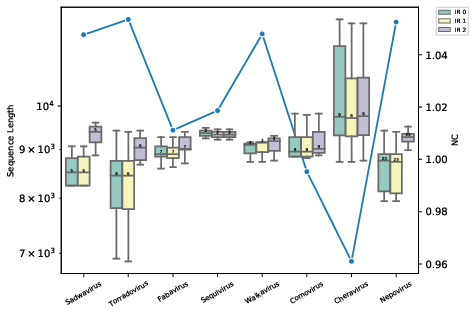 IR 0
IR 1
IR 2
Sequence Length
10⁴
9 × 10³
8 × 10³
7 × 10³
1.04
1.02
1.00
0.98
0.96
NC
Sadwavirus
Torradovirus
Fabavirus
Sequivirus
Waikavirus
Comovirus
Cheravirus
Nepovirus